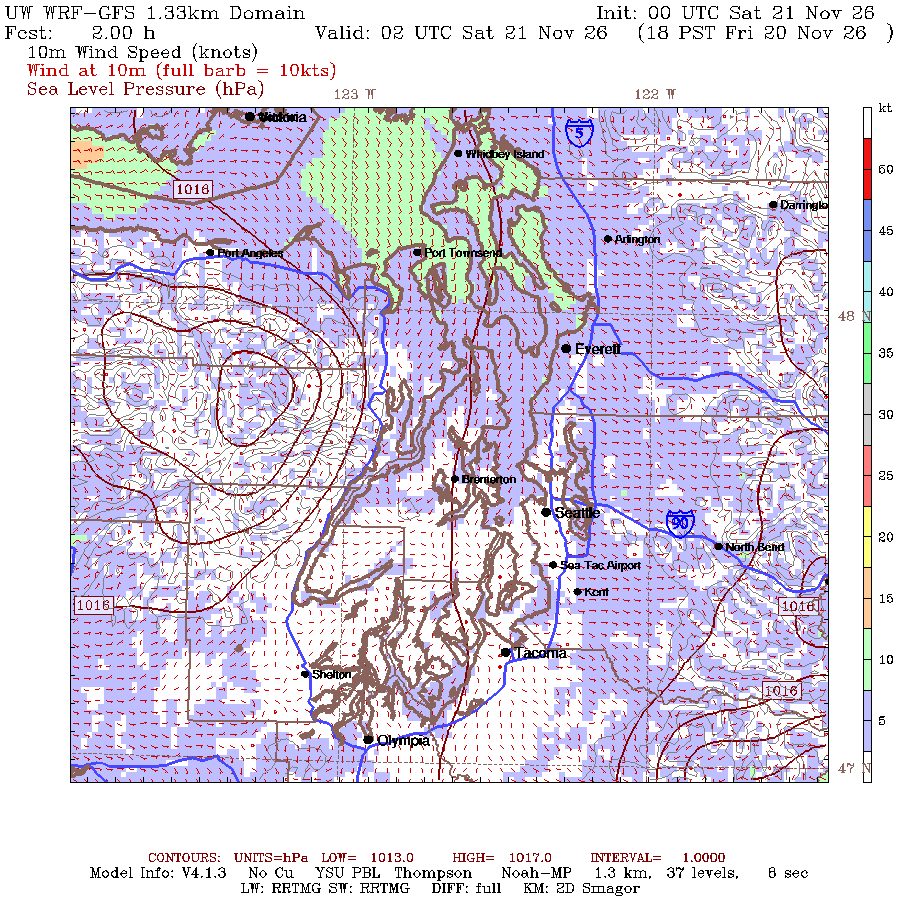 UW WRF-GFS 1.33km Domain Init: 00 UTC Sat 21 Nov 26
Fcst: 2.00 h Valid: 02 UTC Sat 21 Nov 26 (18 PST Fri 20 Nov 26 )
10m Wind Speed (knots)
Wind at 10m (full barb = 10kts)
Sea Level Pressure (hPa)
123 W 122 W
kt
Victoria
5
Whidbey Island
60
1016
Darringto
50
Arlington
45
Port Angeles
Port Townsend
40
48 N
Everett
35
30
25
Bremerton
Seattle
90
20
North Bend
Sea-Tac Airport
Kent
15
1016
1016
Tacoma
10
Shelton
1016
5
Olympia
47 N
CONTOURS: UNITS=hPa LOW= 1013.0 HIGH= 1017.0 INTERVAL= 1.0000
Model Info: V4.1.3 No Cu YSU PBL Thompson Noah-MP 1.3 km, 37 levels, 8 sec
LW: RRTMG SW: RRTMG DIFF: full KM: 2D Smagor